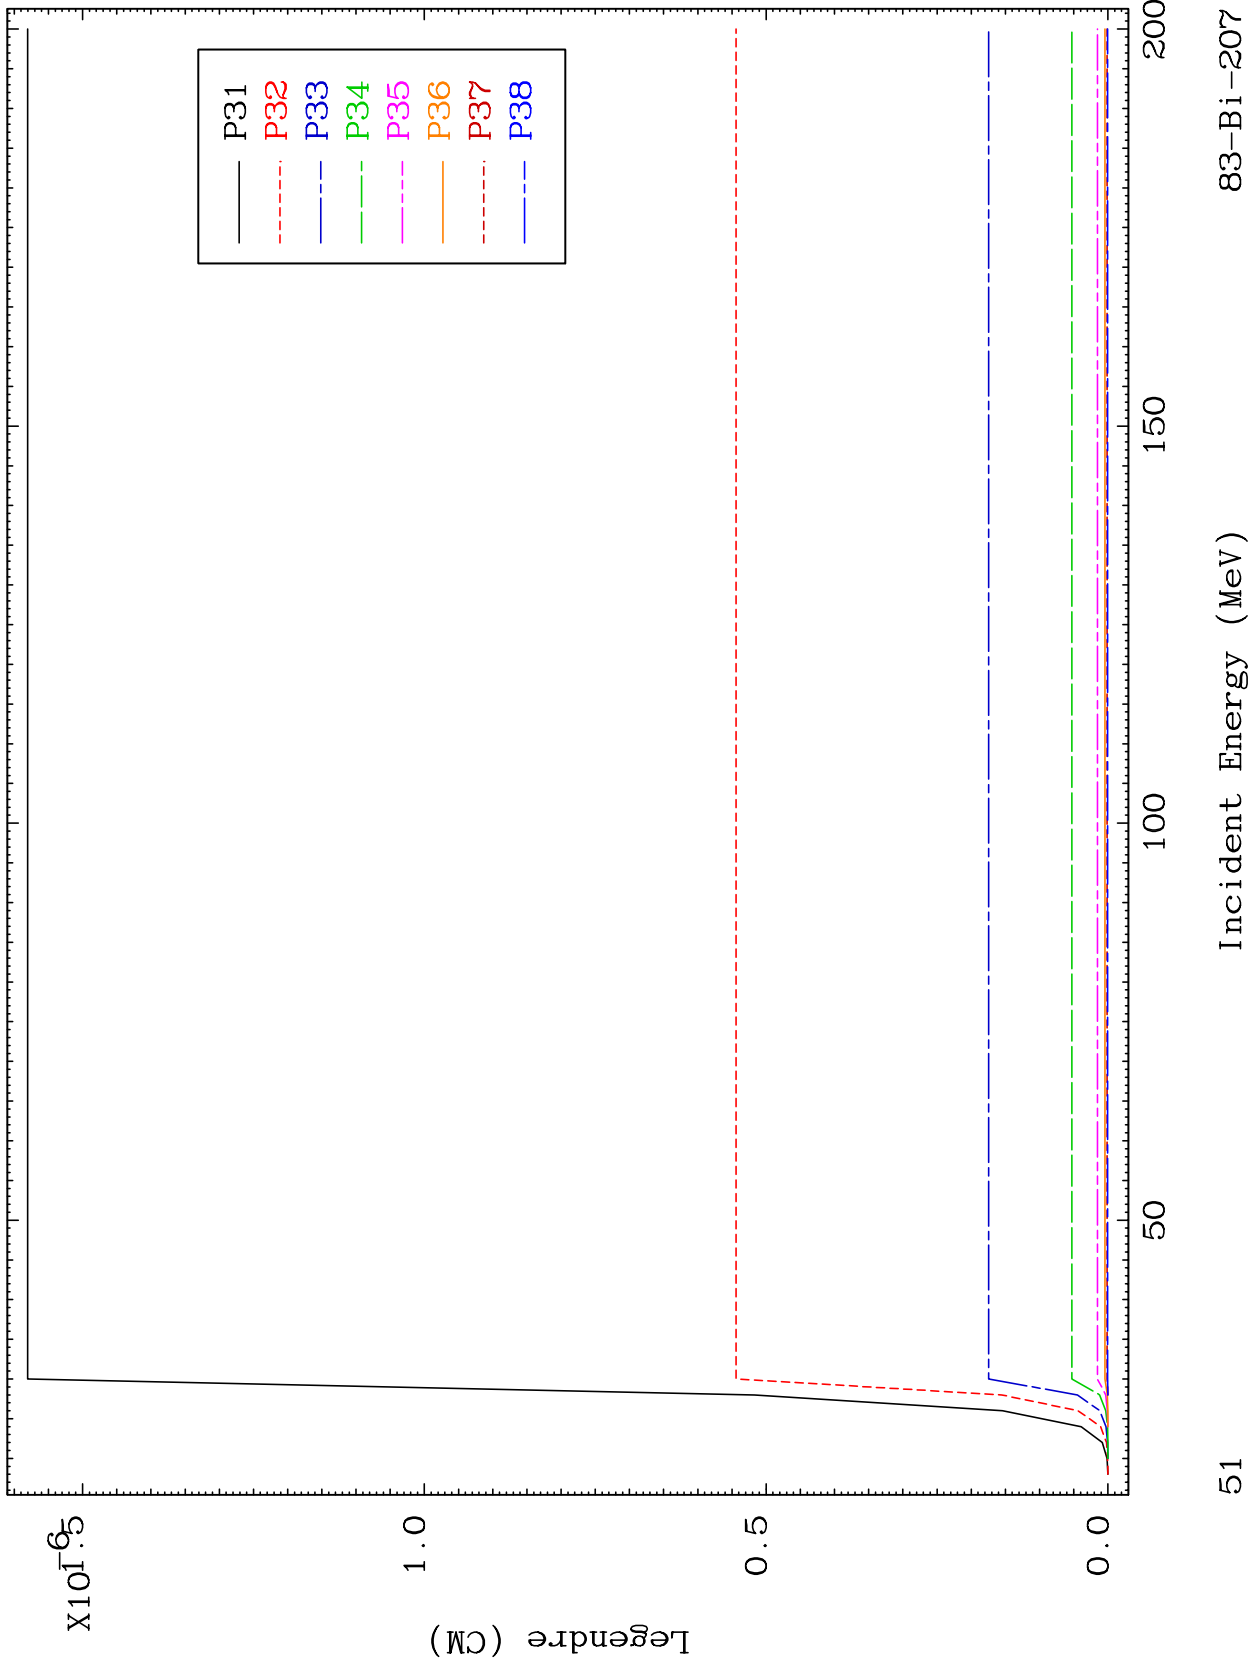 X10-6
1.5
1.0
0.5
0.0
Legendre (CM)
P31
P32
P33
P34
P35
P36
P37
P38
50
100
150
200
51
Incident Energy (MeV)
83-Bi-207